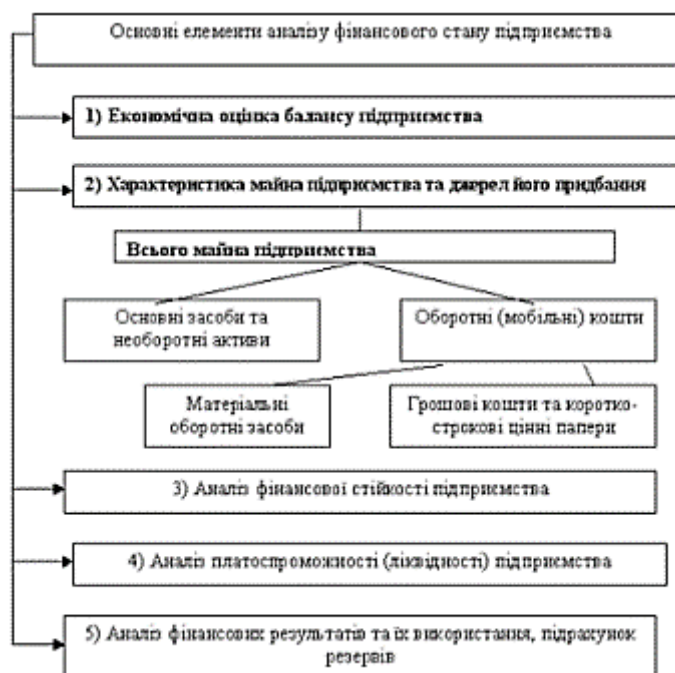 Основні елементи аналізу фінансового стану підприємства
1) Економічна оцінка балансу підприємства
2) Характеристика майна підприємства та джерел його придбання
Всього майна підприємства
Основні засоби та
необоротні активи
Оборотні (мобільні) кошти
Матеріальні
оборотні засоби
Грошові кошти та коротко-
строкові цінні папери
3) Аналіз фінансової стійкості підприємства
4) Аналіз платоспроможності (ліквідності) підприємства
5) Аналіз фінансових результатів та їх використання, підрахунок
резервів